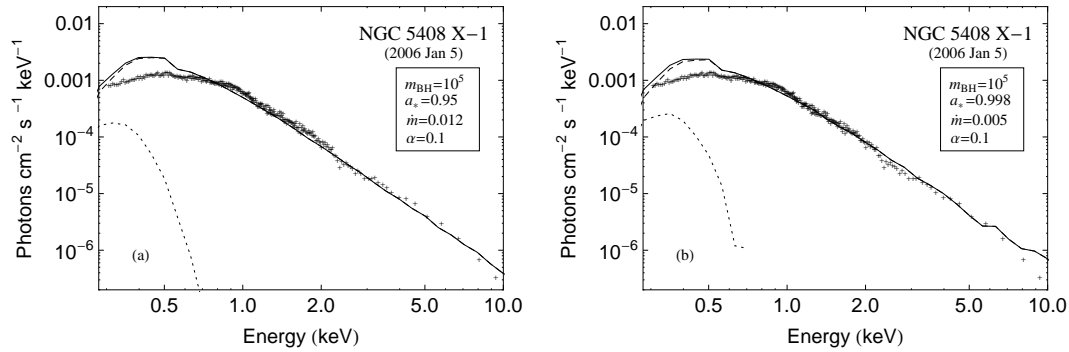 0.01
0.001
10⁻⁴
10⁻⁵
10⁻⁶
Photons cm⁻² s⁻¹ keV⁻¹
NGC 5408 X−1
(2006 Jan 5)
m_BH=10⁵
a_*=0.95
ṁ=0.012
α=0.1
(a)
0.5 1.0 2.0 5.0 10.0
Energy (keV)
0.01
0.001
10⁻⁴
10⁻⁵
10⁻⁶
Photons cm⁻² s⁻¹ keV⁻¹
NGC 5408 X−1
(2006 Jan 5)
m_BH=10⁵
a_*=0.998
ṁ=0.005
α=0.1
(b)
0.5 1.0 2.0 5.0 10.0
Energy (keV)